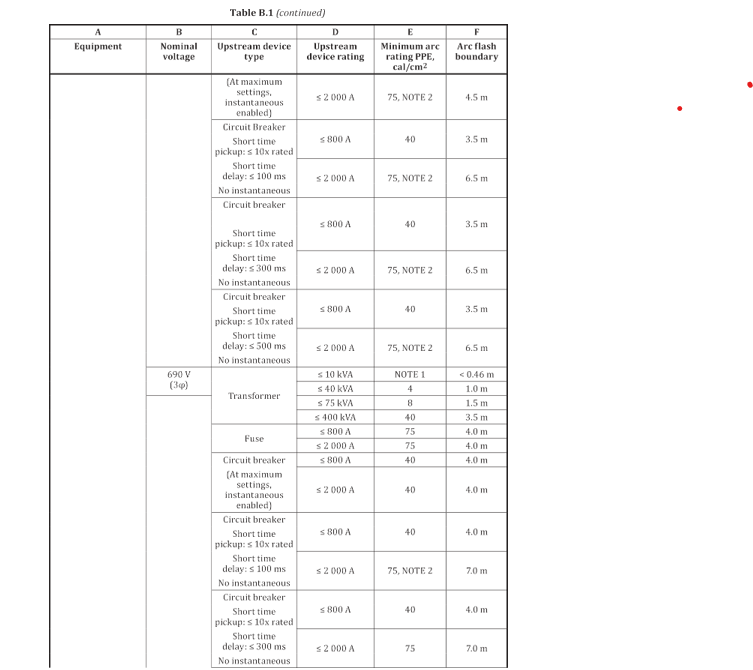 Table B.1 (continued)
A B C D E F
Equipment Nominal voltage Upstream device type Upstream device rating Minimum arc rating PPE, cal/cm2 Arc flash boundary
{At maximum settings, instantaneous enabled} ≤ 2 000 A 75, NOTE 2 4.5 m
Circuit Breaker
Short time pickup: ≤ 10x rated
≤ 800 A 40 3.5 m
Short time delay: ≤ 100 ms
No instantaneous
≤ 2 000 A 75, NOTE 2 6.5 m
Circuit breaker
Short time pickup: ≤ 10x rated
≤ 800 A 40 3.5 m
Short time delay: ≤ 300 ms
No instantaneous
≤ 2 000 A 75, NOTE 2 6.5 m
Circuit breaker
Short time pickup: ≤ 10x rated
≤ 800 A 40 3.5 m
Short time delay: ≤ 500 ms
No instantaneous
≤ 2 000 A 75, NOTE 2 6.5 m
690 V (3φ)
Transformer
≤ 10 kVA NOTE 1 < 0.46 m
≤ 40 kVA 4 1.0 m
≤ 75 kVA 8 1.5 m
≤ 400 kVA 40 3.5 m
Fuse
≤ 800 A 75 4.0 m
≤ 2 000 A 75 4.0 m
Circuit breaker ≤ 800 A 40 4.0 m
{At maximum settings, instantaneous enabled} ≤ 2 000 A 40 4.0 m
Circuit breaker
Short time pickup: ≤ 10x rated
≤ 800 A 40 4.0 m
Short time delay: ≤ 100 ms
No instantaneous
≤ 2 000 A 75, NOTE 2 7.0 m
Circuit breaker
Short time pickup: ≤ 10x rated
≤ 800 A 40 4.0 m
Short time delay: ≤ 300 ms
No instantaneous
≤ 2 000 A 75 7.0 m